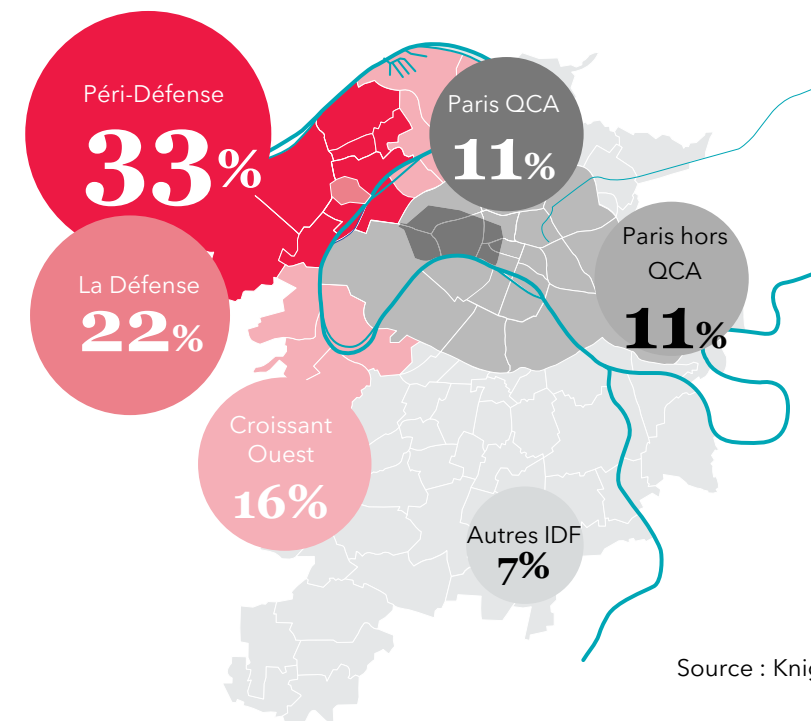 Péri-Défense
33%
Paris QCA
11%
Paris hors
QCA
11%
La Défense
22%
Croissant
Ouest
16%
Autres IDF
7%
Source :